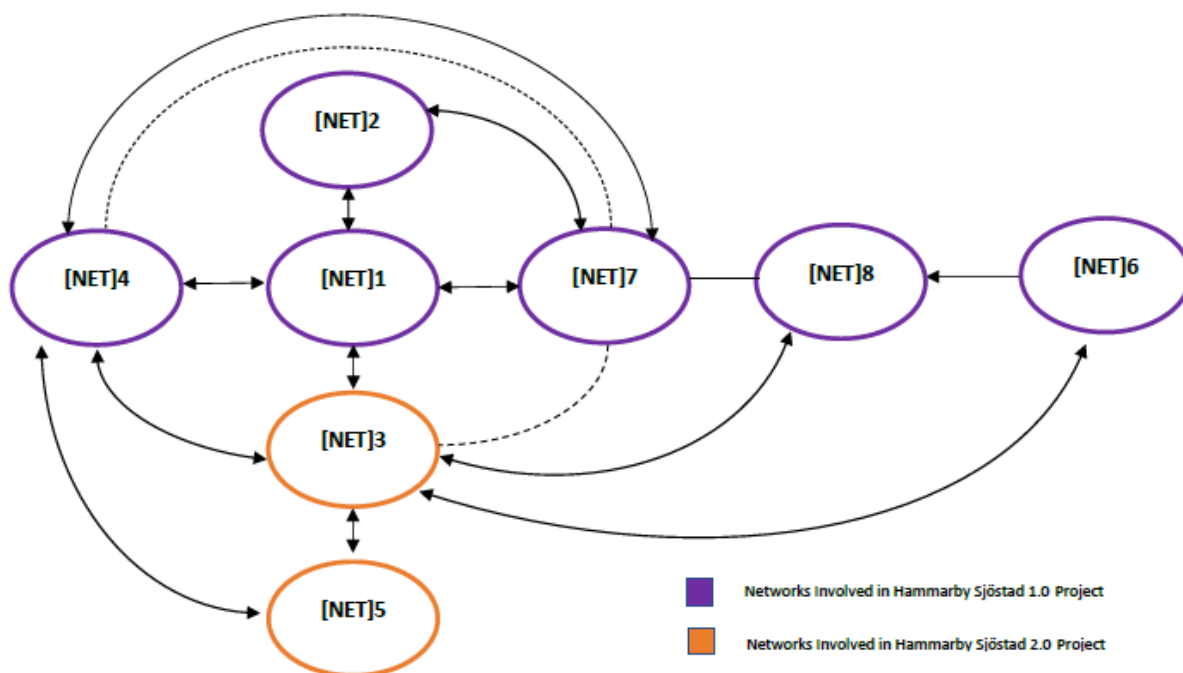 [NET]2
[NET]4
[NET]1
[NET]7
[NET]8
[NET]6
[NET]3
[NET]5
Networks Involved in Hammarby Sjöstad 1.0 Project
Networks Involved in Hammarby Sjöstad 2.0 Project